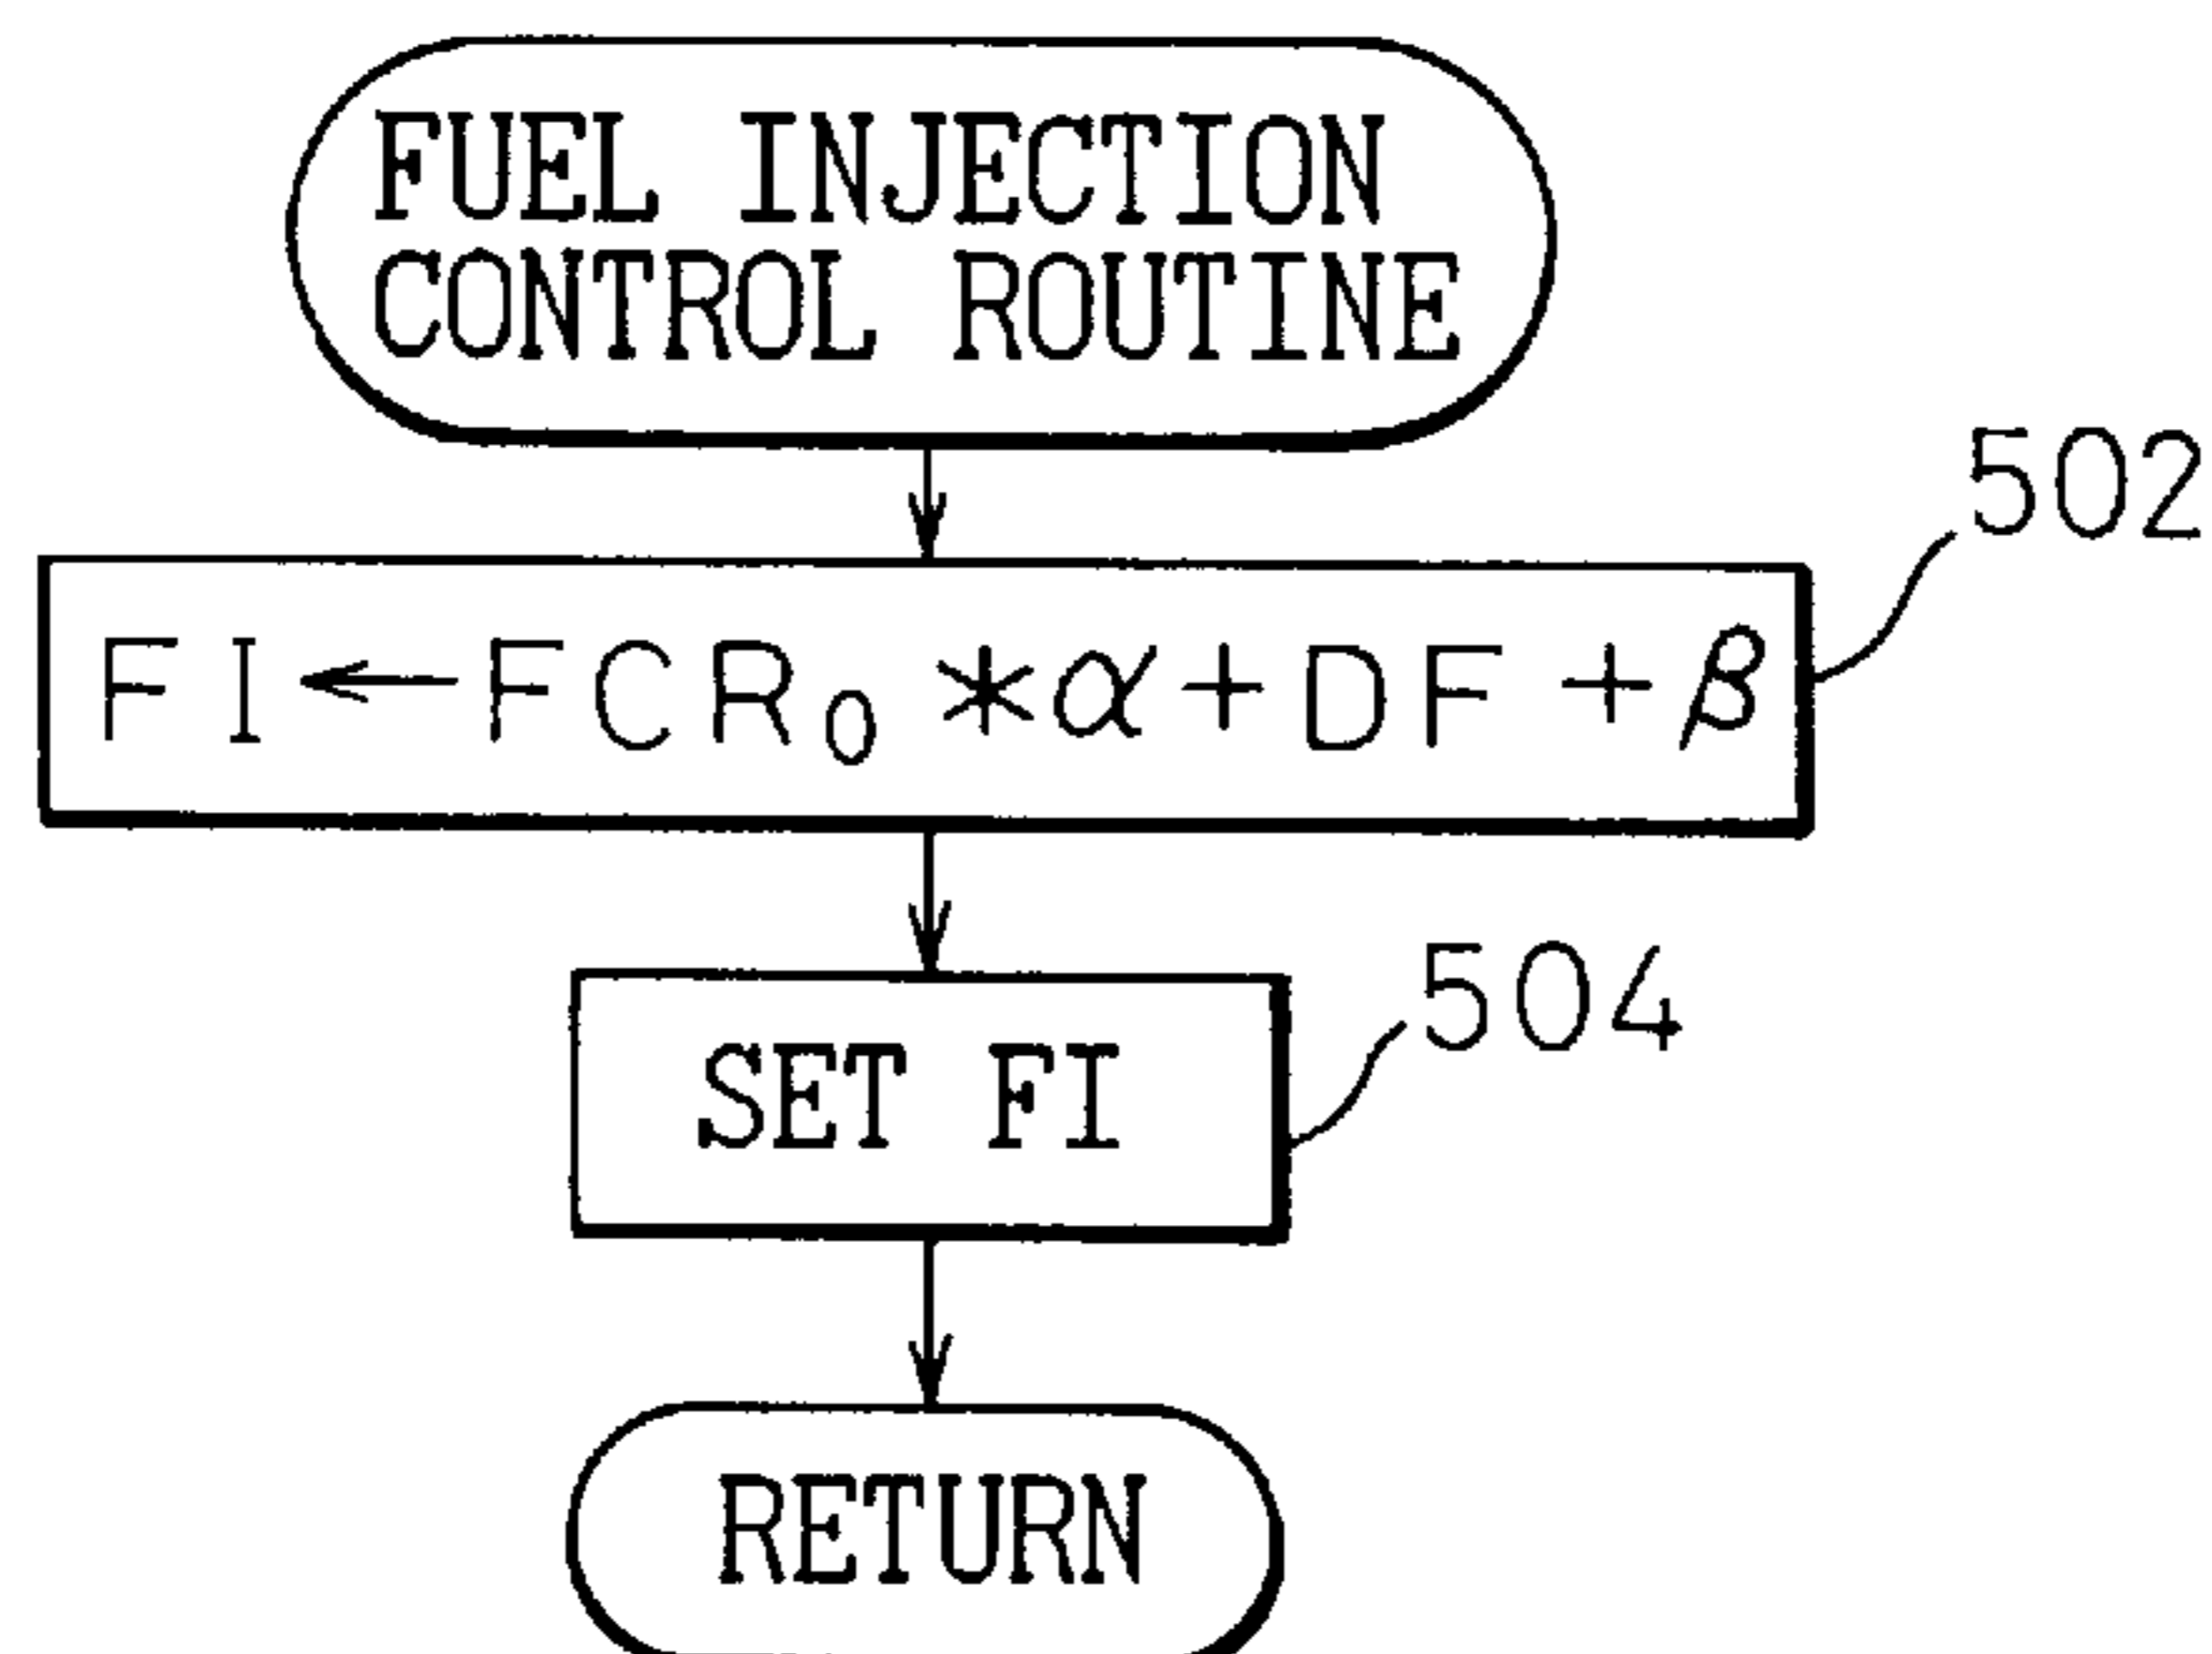 FUEL INJECTION
CONTROL ROUTINE
502
FI←FCR₀*α+DF+β
504
SET FI
RETURN